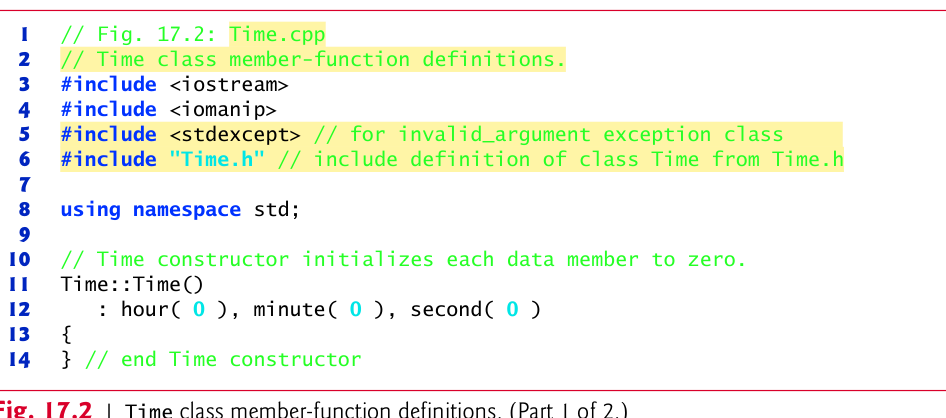 1 // Fig. 17.2: Time.cpp
2 // Time class member-function definitions.
3 #include <iostream>
4 #include <iomanip>
5 #include <stdexcept> // for invalid_argument exception class
6 #include "Time.h" // include definition of class Time from Time.h
7
8 using namespace std;
9
10 // Time constructor initializes each data member to zero.
11 Time::Time()
12 : hour( 0 ), minute( 0 ), second( 0 )
13 {
14 } // end Time constructor
Fig. 17.2 | Time class member-function definitions. (Part 1 of 2.)